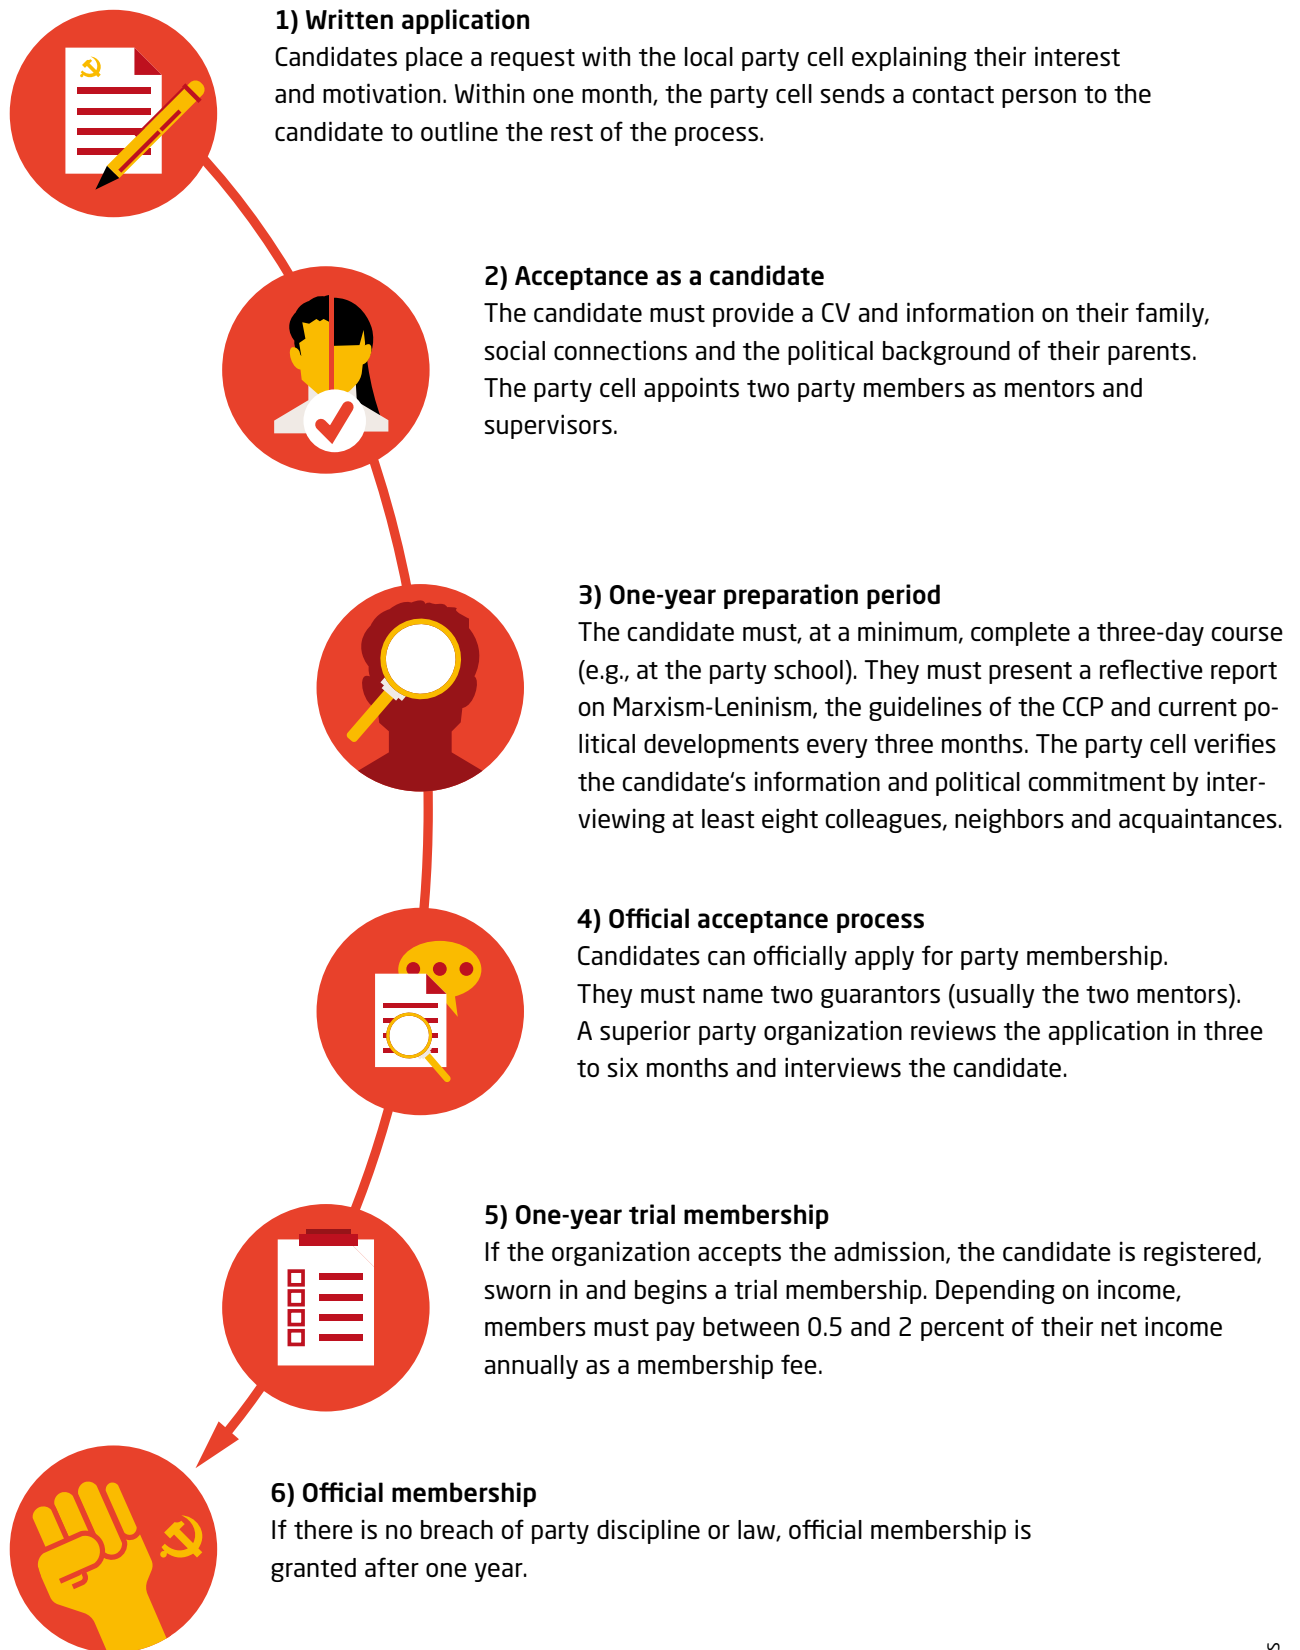 1) Written application
Candidates place a request with the local party cell explaining their interest
and motivation. Within one month, the party cell sends a contact person to the
candidate to outline the rest of the process.
2) Acceptance as a candidate
The candidate must provide a CV and information on their family,
social connections and the political background of their parents.
The party cell appoints two party members as mentors and
supervisors.
3) One-year preparation period
The candidate must, at a minimum, complete a three-day course
(e.g., at the party school). They must present a reflective report
on Marxism-Leninism, the guidelines of the CCP and current po-
litical developments every three months. The party cell verifies
the candidate‘s information and political commitment by inter-
viewing at least eight colleagues, neighbors and acquaintances.
4) Official acceptance process
Candidates can officially apply for party membership.
They must name two guarantors (usually the two mentors).
A superior party organization reviews the application in three
to six months and interviews the candidate.
5) One-year trial membership
If the organization accepts the admission, the candidate is registered,
sworn in and begins a trial membership. Depending on income,
members must pay between 0.5 and 2 percent of their net income
annually as a membership fee.
6) Official membership
If there is no breach of party discipline or law, official membership is
granted after one year.